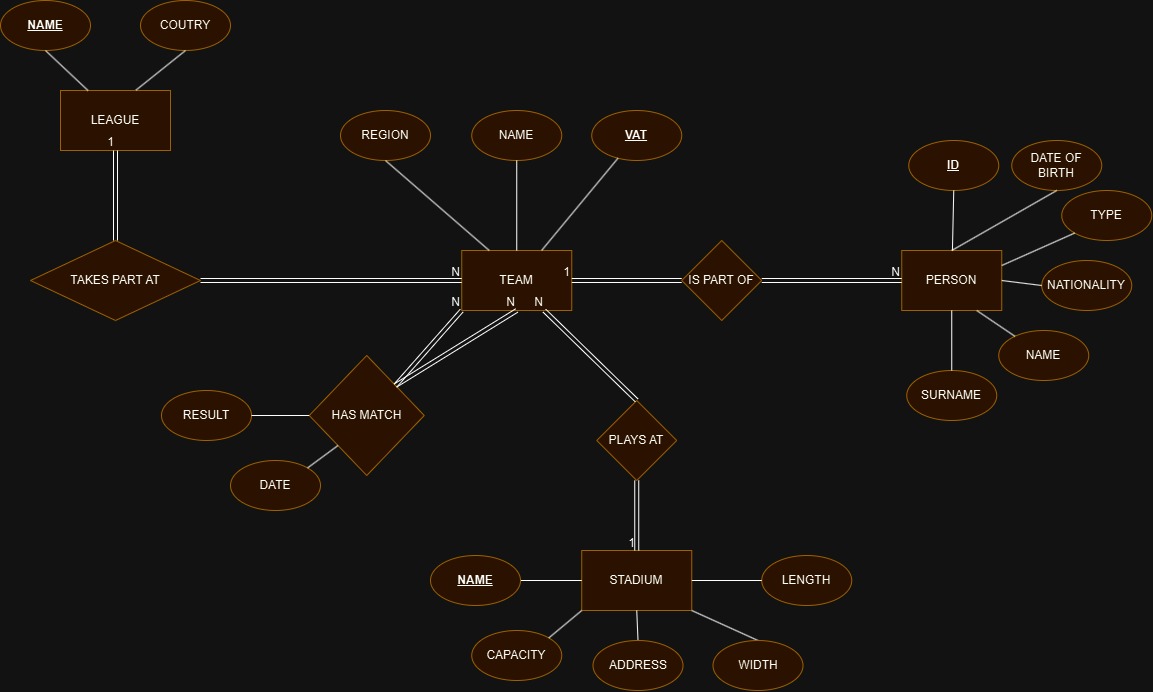 NAME
COUTRY
LEAGUE
1
REGION
NAME
VAT
ID
DATE OF
BIRTH
TYPE
TAKES PART AT
N
TEAM
1
IS PART OF
N
PERSON
NATIONALITY
N
N
N
NAME
SURNAME
RESULT
HAS MATCH
PLAYS AT
DATE
1
NAME
STADIUM
LENGTH
CAPACITY
ADDRESS
WIDTH